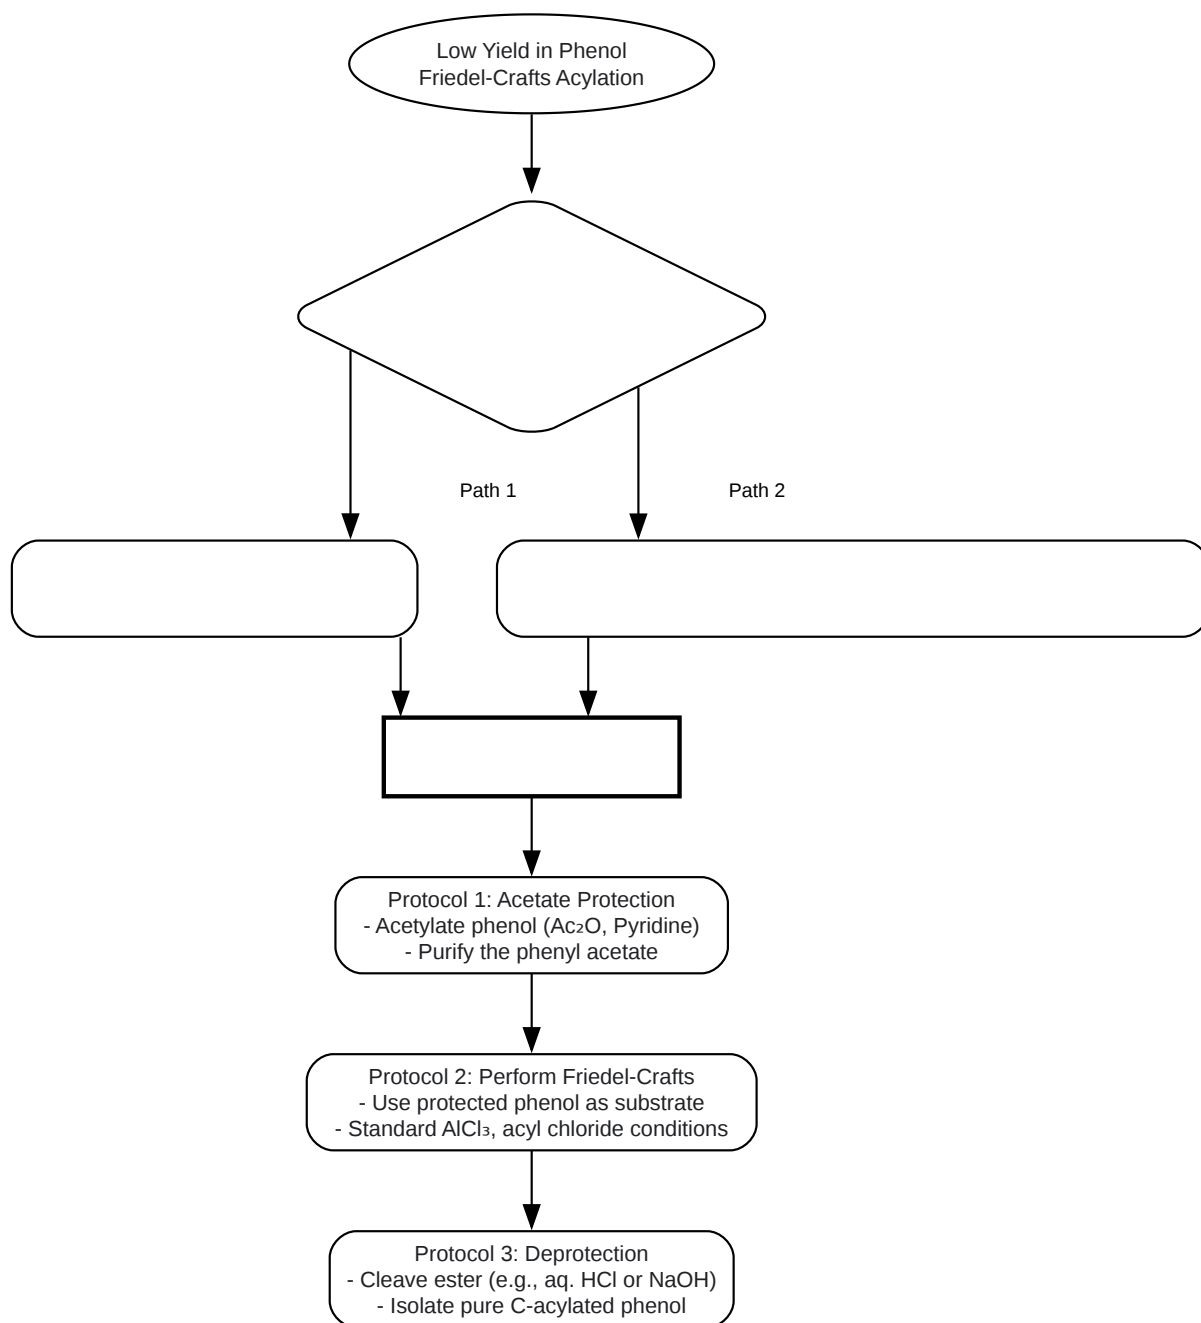 Low Yield in Phenol
Friedel-Crafts Acylation
Path 1
Path 2
Protocol 1: Acetate Protection
- Acetylate phenol (Ac₂O, Pyridine)
- Purify the phenyl acetate
Protocol 2: Perform Friedel-Crafts
- Use protected phenol as substrate
- Standard AlCl₃, acyl chloride conditions
Protocol 3: Deprotection
- Cleave ester (e.g., aq. HCl or NaOH)
- Isolate pure C-acylated phenol